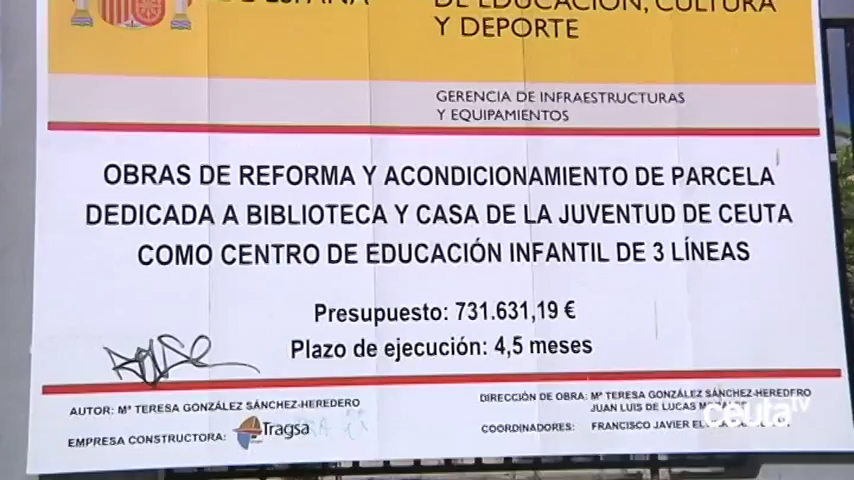 DE ESPAÑA
DE EDUCACIÓN, CULTURA
Y DEPORTE
GERENCIA DE INFRAESTRUCTURAS
Y EQUIPAMIENTOS
OBRAS DE REFORMA Y ACONDICIONAMIENTO DE PARCELA
DEDICADA A BIBLIOTECA Y CASA DE LA JUVENTUD DE CEUTA
COMO CENTRO DE EDUCACIÓN INFANTIL DE 3 LÍNEAS
Presupuesto: 731.631,19 €
Plazo de ejecución: 4,5 meses
AUTOR: Mª TERESA GONZÁLEZ SÁNCHEZ-HEREDERO
EMPRESA CONSTRUCTORA: Tragsa
DIRECCIÓN DE OBRA: Mª TERESA GONZÁLEZ SÁNCHEZ-HEREDERO
JUAN LUIS DE LUCAS
COORDINADORES: FRANCISCO JAVIER
ceuta tv